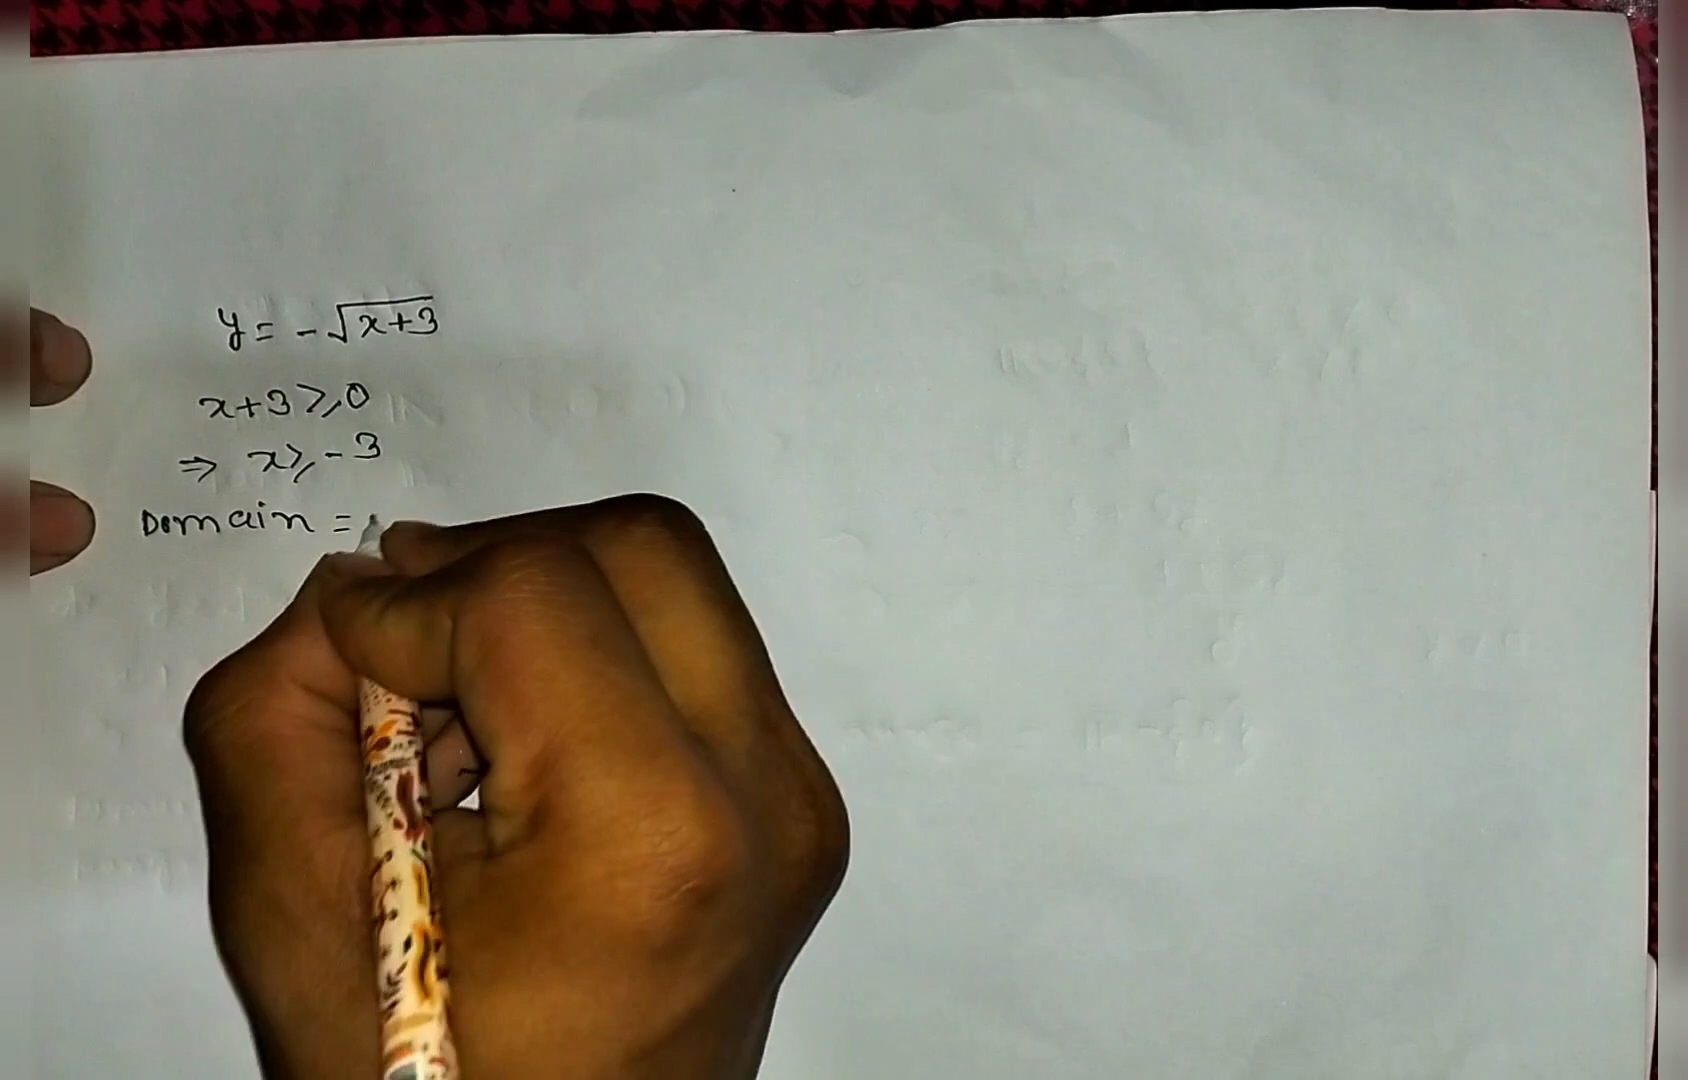 y = -√x+3
x+3 ⩾ 0
⇒ x ⩾ -3
Domain =